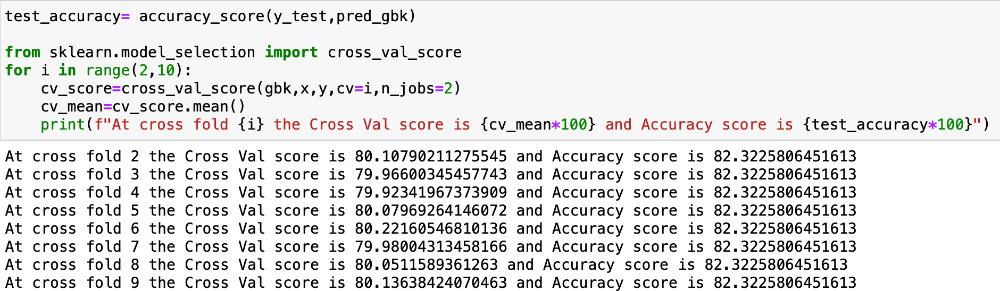 test_accuracy= accuracy_score(y_test,pred_gbk)
from sklearn.model_selection import cross_val_score
for i in range(2,10):
    cv_score=cross_val_score(gbk,x,y,cv=i,n_jobs=2)
    cv_mean=cv_score.mean()
    print(f"At cross fold {i} the Cross Val score is {cv_mean*100} and Accuracy score is {test_accuracy*100}")
At cross fold 2 the Cross Val score is 80.10790211275545 and Accuracy score is 82.3225806451613
At cross fold 3 the Cross Val score is 79.96600345457743 and Accuracy score is 82.3225806451613
At cross fold 4 the Cross Val score is 79.92341967373909 and Accuracy score is 82.3225806451613
At cross fold 5 the Cross Val score is 80.07969264146072 and Accuracy score is 82.3225806451613
At cross fold 6 the Cross Val score is 80.22160546810136 and Accuracy score is 82.3225806451613
At cross fold 7 the Cross Val score is 79.98004313458166 and Accuracy score is 82.3225806451613
At cross fold 8 the Cross Val score is 80.0511589361263 and Accuracy score is 82.3225806451613
At cross fold 9 the Cross Val score is 80.13638424070463 and Accuracy score is 82.3225806451613